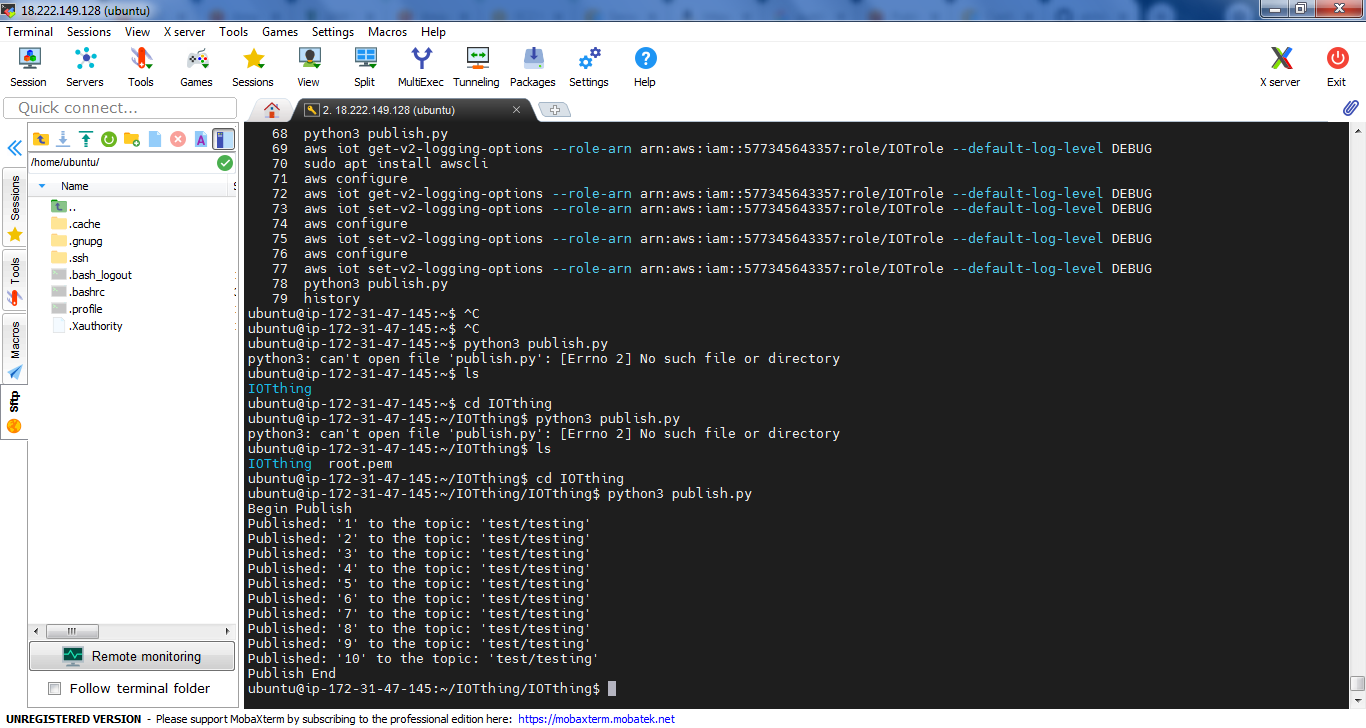 18.222.149.128 (ubuntu)
Terminal Sessions View X server Tools Games Settings Macros Help
Session Servers Tools Games Sessions View Split MultiExec Tunneling Packages Settings Help X server Exit
Quick connect...
2. 18.222.149.128 (ubuntu)
/home/ubuntu/
Name
..
.cache
.gnupg
.ssh
.bash_logout
.bashrc
.profile
.Xauthority
Sessions
Tools
Macros
Sftp
Remote monitoring
Follow terminal folder
68 python3 publish.py
69 aws iot get-v2-logging-options --role-arn arn:aws:iam::577345643357:role/IOTrole --default-log-level DEBUG
70 sudo apt install awscli
71 aws configure
72 aws iot get-v2-logging-options --role-arn arn:aws:iam::577345643357:role/IOTrole --default-log-level DEBUG
73 aws iot set-v2-logging-options --role-arn arn:aws:iam::577345643357:role/IOTrole --default-log-level DEBUG
74 aws configure
75 aws iot set-v2-logging-options --role-arn arn:aws:iam::577345643357:role/IOTrole --default-log-level DEBUG
76 aws configure
77 aws iot set-v2-logging-options --role-arn arn:aws:iam::577345643357:role/IOTrole --default-log-level DEBUG
78 python3 publish.py
79 history
ubuntu@ip-172-31-47-145:~$ ^C
ubuntu@ip-172-31-47-145:~$ ^C
ubuntu@ip-172-31-47-145:~$ python3 publish.py
python3: can't open file 'publish.py': [Errno 2] No such file or directory
ubuntu@ip-172-31-47-145:~$ ls
IOTthing
ubuntu@ip-172-31-47-145:~$ cd IOTthing
ubuntu@ip-172-31-47-145:~/IOTthing$ python3 publish.py
python3: can't open file 'publish.py': [Errno 2] No such file or directory
ubuntu@ip-172-31-47-145:~/IOTthing$ ls
IOTthing root.pem
ubuntu@ip-172-31-47-145:~/IOTthing$ cd IOTthing
ubuntu@ip-172-31-47-145:~/IOTthing/IOTthing$ python3 publish.py
Begin Publish
Published: '1' to the topic: 'test/testing'
Published: '2' to the topic: 'test/testing'
Published: '3' to the topic: 'test/testing'
Published: '4' to the topic: 'test/testing'
Published: '5' to the topic: 'test/testing'
Published: '6' to the topic: 'test/testing'
Published: '7' to the topic: 'test/testing'
Published: '8' to the topic: 'test/testing'
Published: '9' to the topic: 'test/testing'
Published: '10' to the topic: 'test/testing'
Publish End
ubuntu@ip-172-31-47-145:~/IOTthing/IOTthing$
UNREGISTERED VERSION - Please support MobaXterm by subscribing to the professional edition here: https://mobaxterm.mobatek.net